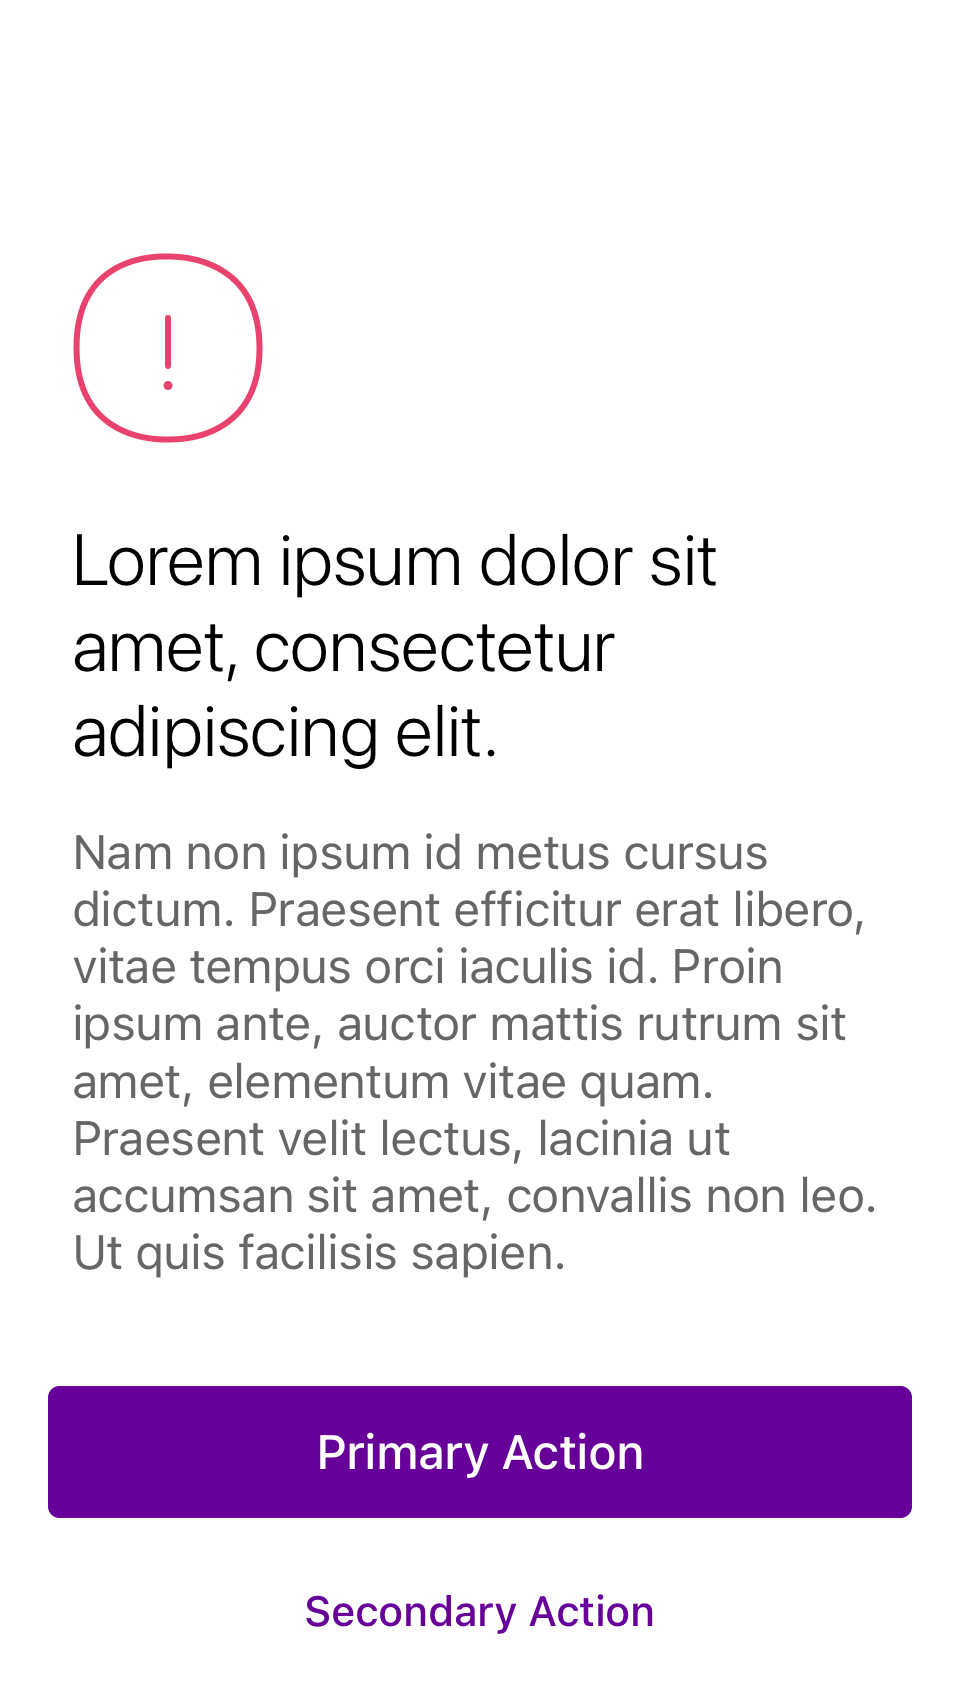 Lorem ipsum dolor sit
amet, consectetur
adipiscing elit.
Nam non ipsum id metus cursus
dictum. Praesent efficitur erat libero,
vitae tempus orci iaculis id. Proin
ipsum ante, auctor mattis rutrum sit
amet, elementum vitae quam.
Praesent velit lectus, lacinia ut
accumsan sit amet, convallis non leo.
Ut quis facilisis sapien.
Primary Action
Secondary Action